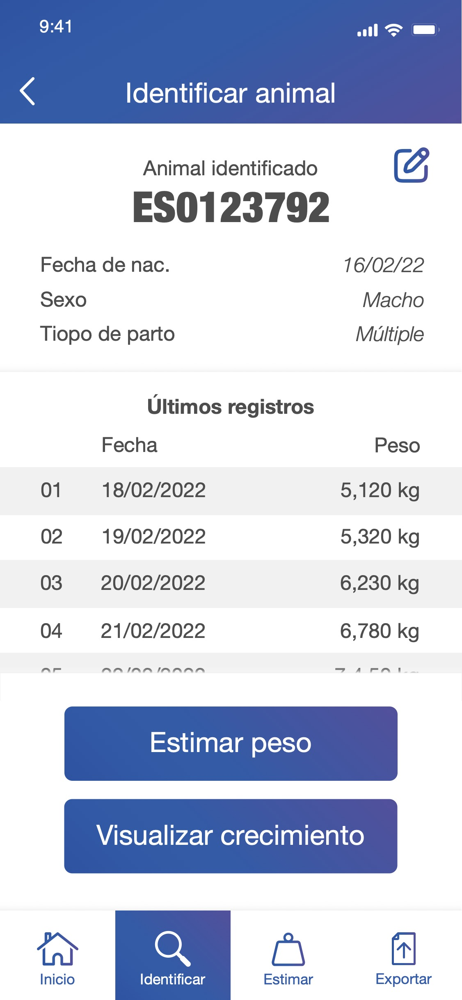 9:41
Identificar animal
Animal identificado
ES0123792
Fecha de nac. 16/02/22
Sexo Macho
Tiopo de parto Múltiple
Últimos registros
Fecha Peso
01 18/02/2022 5,120 kg
02 19/02/2022 5,320 kg
03 20/02/2022 6,230 kg
04 21/02/2022 6,780 kg
Estimar peso
Visualizar crecimiento
Inicio Identificar Estimar Exportar